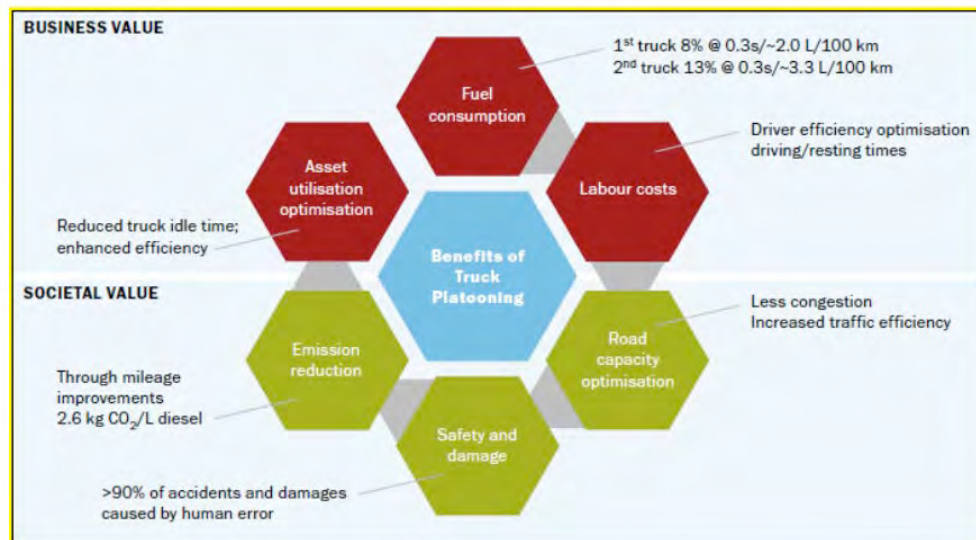 BUSINESS VALUE
1st truck 8% @ 0.3s/~2.0 L/100 km
2nd truck 13% @ 0.3s/~3.3 L/100 km
Fuel
consumption
Driver efficiency optimisation
driving/resting times
Labour costs
Asset
utilisation
optimisation
Reduced truck idle time;
enhanced efficiency
Benefits of
Truck
Platooning
SOCIETAL VALUE
Less congestion
Increased traffic efficiency
Road
capacity
optimisation
Emission
reduction
Through mileage
improvements
2.6 kg CO2/L diesel
Safety and
damage
>90% of accidents and damages
caused by human error